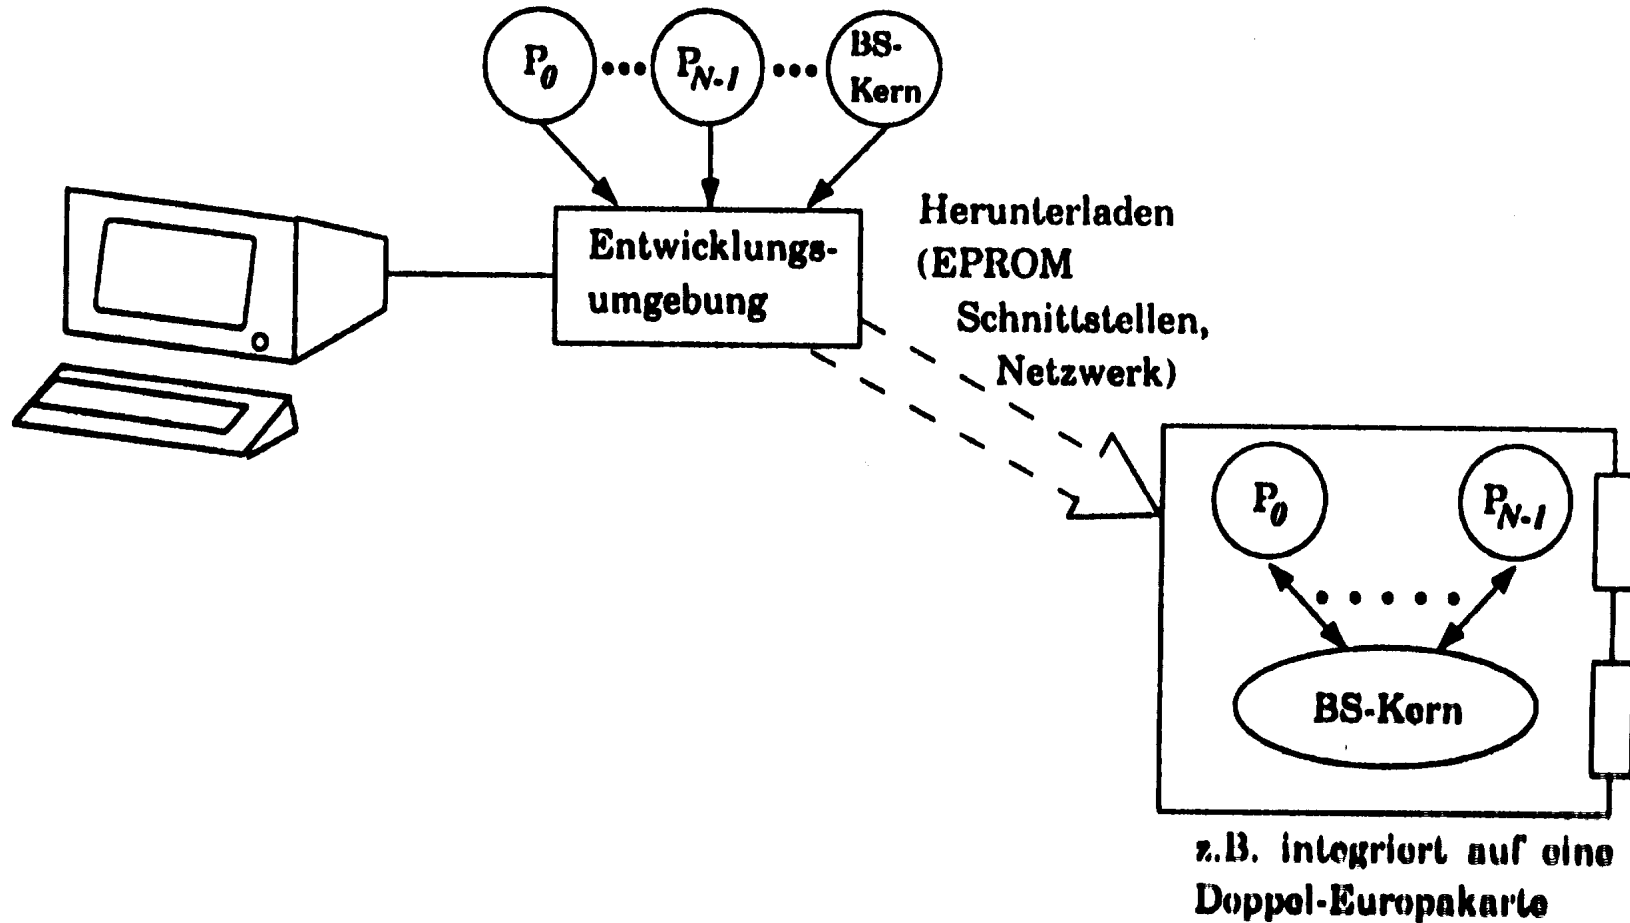 P0 ... PN-1 ... BS-
Kern
Entwicklungs-
umgebung
Herunterladen
(EPROM
Schnittstellen,
Netzwerk)
P0 PN-1
.....
BS-Kern
z.B. integriert auf eine
Doppel-Europakarte